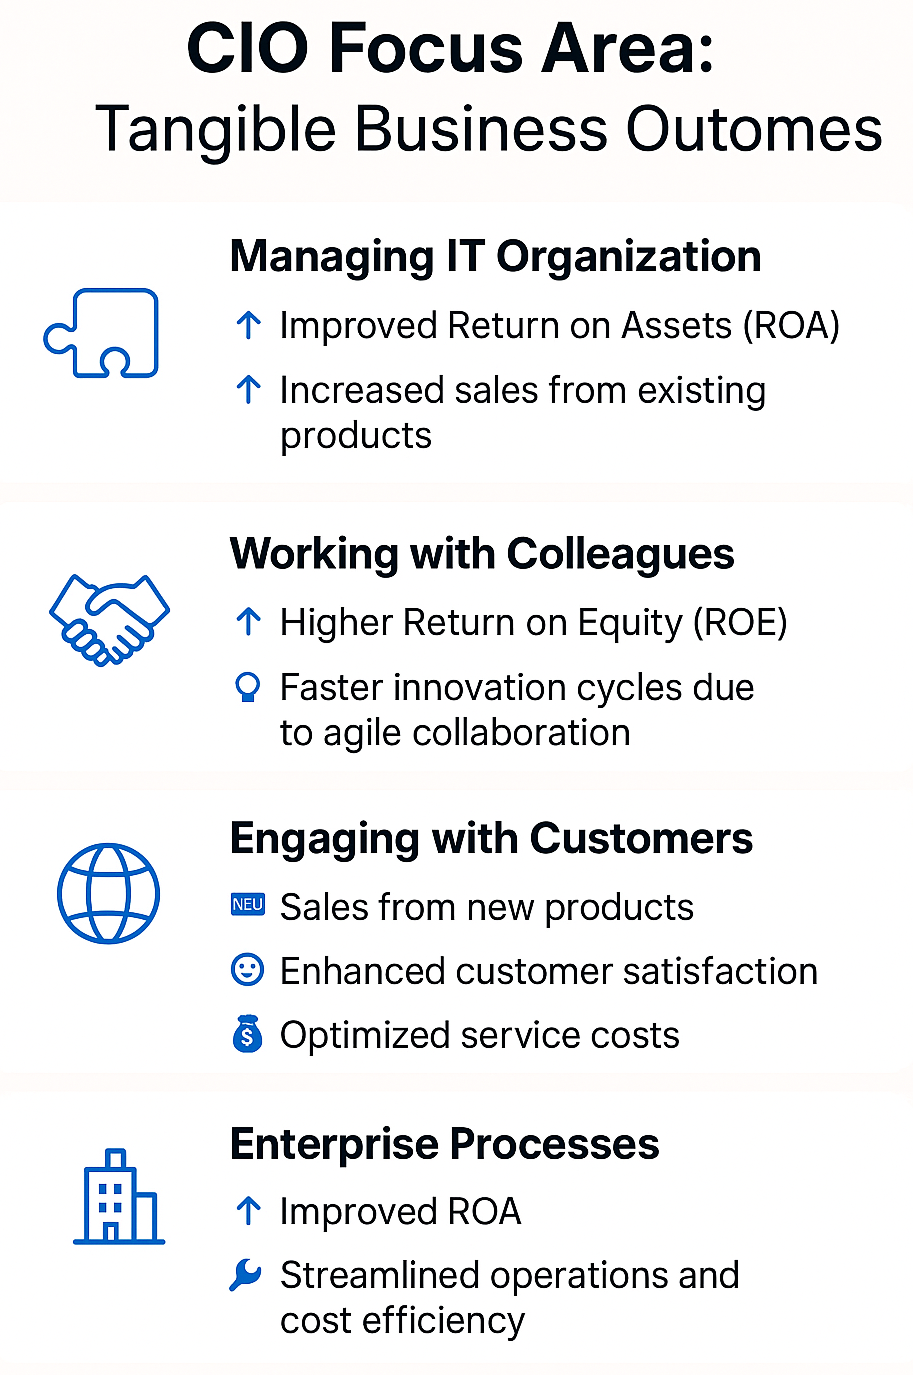 CIO Focus Area:
Tangible Business Outomes
Managing IT Organization
↑ Improved Return on Assets (ROA)
↑ Increased sales from existing
products
Working with Colleagues
↑ Higher Return on Equity (ROE)
Faster innovation cycles due
to agile collaboration
Engaging with Customers
NEU Sales from new products
Enhanced customer satisfaction
$ Optimized service costs
Enterprise Processes
↑ Improved ROA
Streamlined operations and
cost efficiency